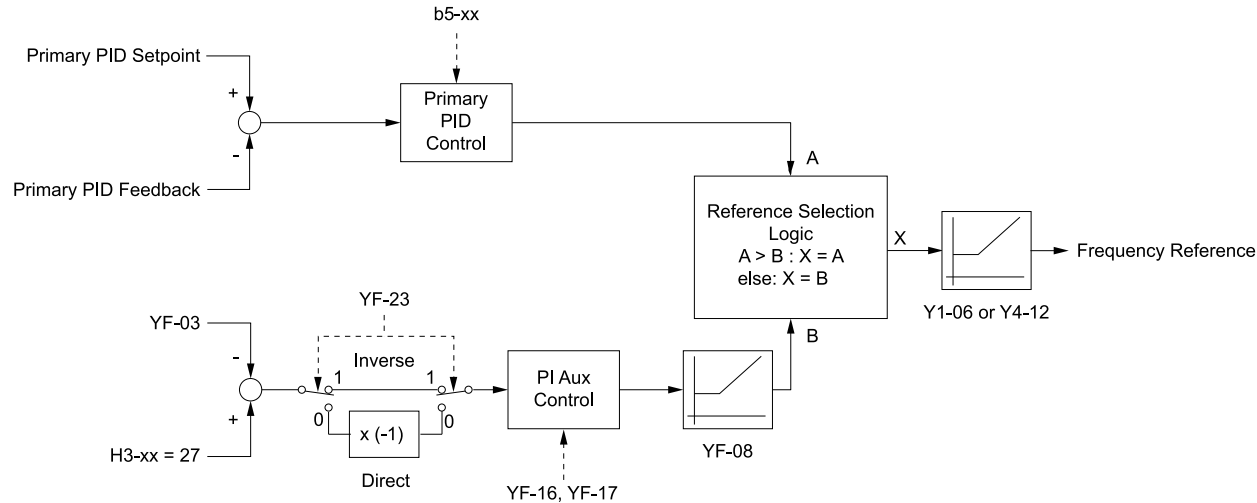 b5-xx
Primary PID Setpoint
+
Primary
PID
Control
-
A
Primary PID Feedback
Reference Selection
Logic
A > B : X = A
else: X = B
X
Frequency Reference
YF-23
Y1-06 or Y4-12
YF-03
B
-
Inverse
1
1
PI Aux
Control
+
0
x (-1)
0
YF-08
H3-xx = 27
Direct
YF-16, YF-17